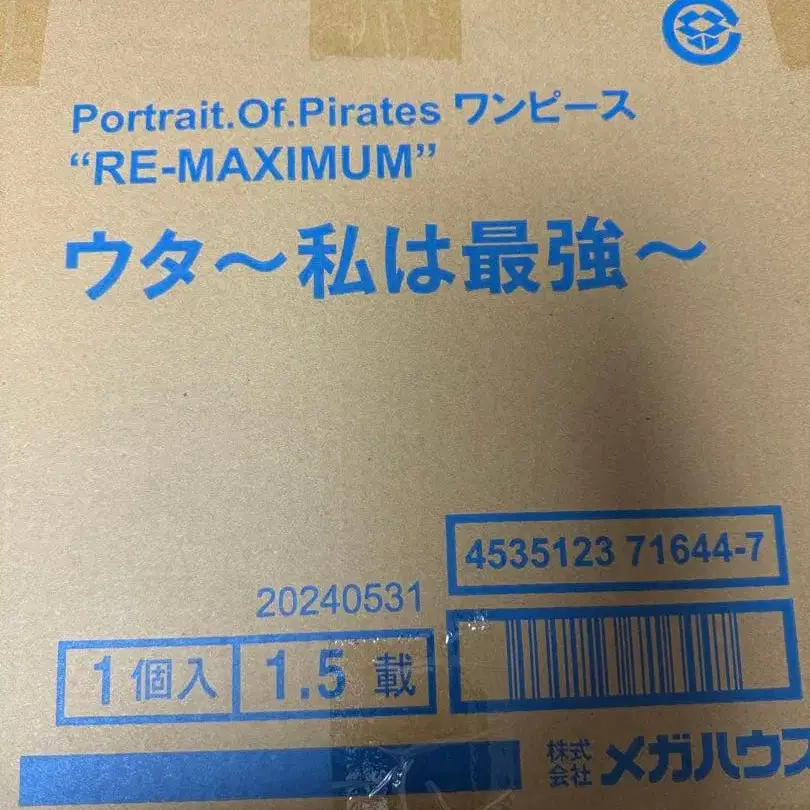 Portrait.Of.Pirates ワンピース
“RE-MAXIMUM”
ウタ～私は最強～
4535123 71644-7
20240531
1個入 1.5 載
株式会社 メガハウス